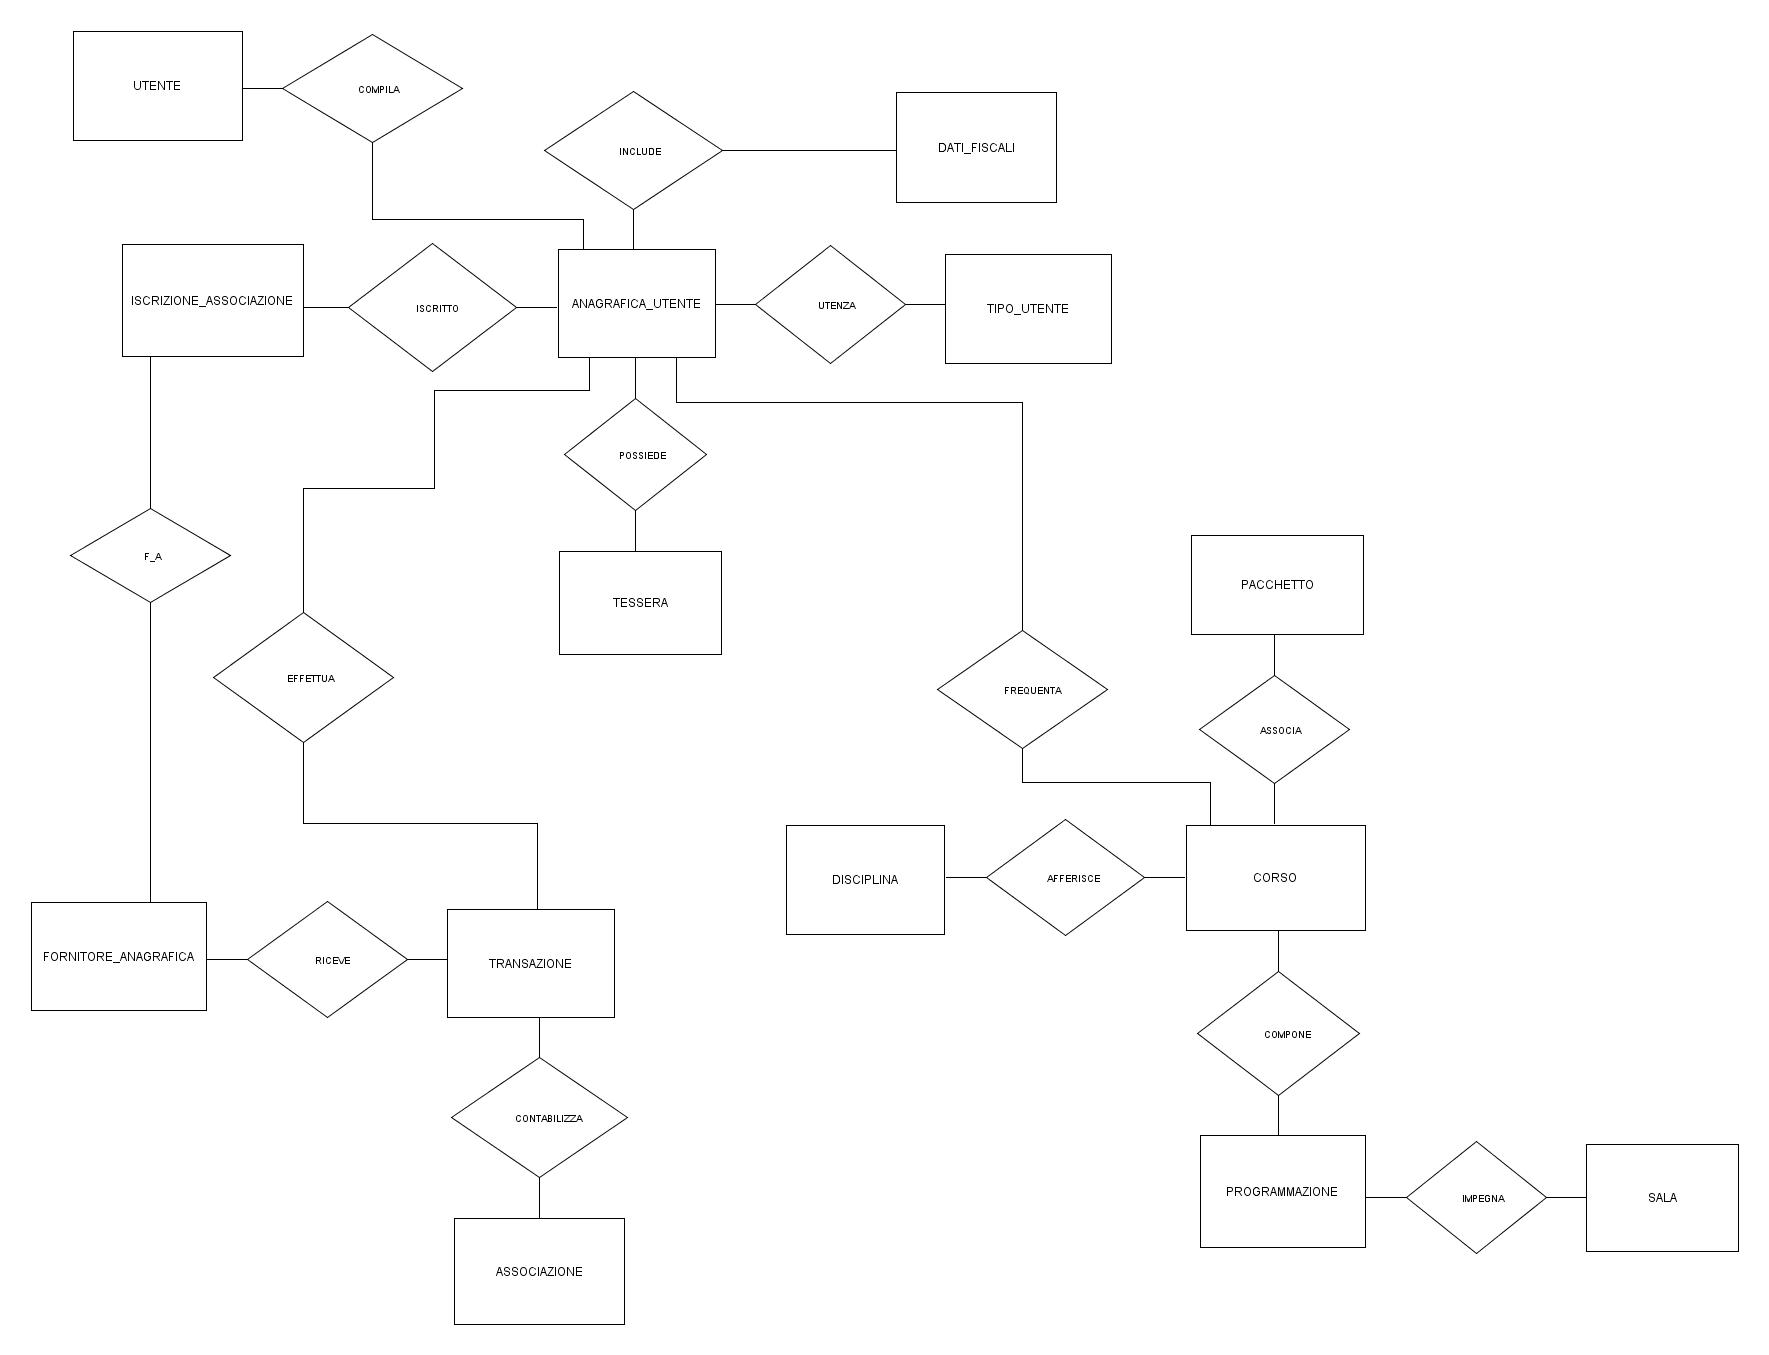 UTENTE
COMPILA
INCLUDE
DATI_FISCALI
ISCRIZIONE_ASSOCIAZIONE
ISCRITTO
ANAGRAFICA_UTENTE
UTENZA
TIPO_UTENTE
POSSIEDE
F_A
TESSERA
PACCHETTO
EFFETTUA
FREQUENTA
ASSOCIA
DISCIPLINA
AFFERISCE
CORSO
FORNITORE_ANAGRAFICA
RICEVE
TRANSAZIONE
COMPONE
CONTABILIZZA
PROGRAMMAZIONE
IMPEGNA
SALA
ASSOCIAZIONE